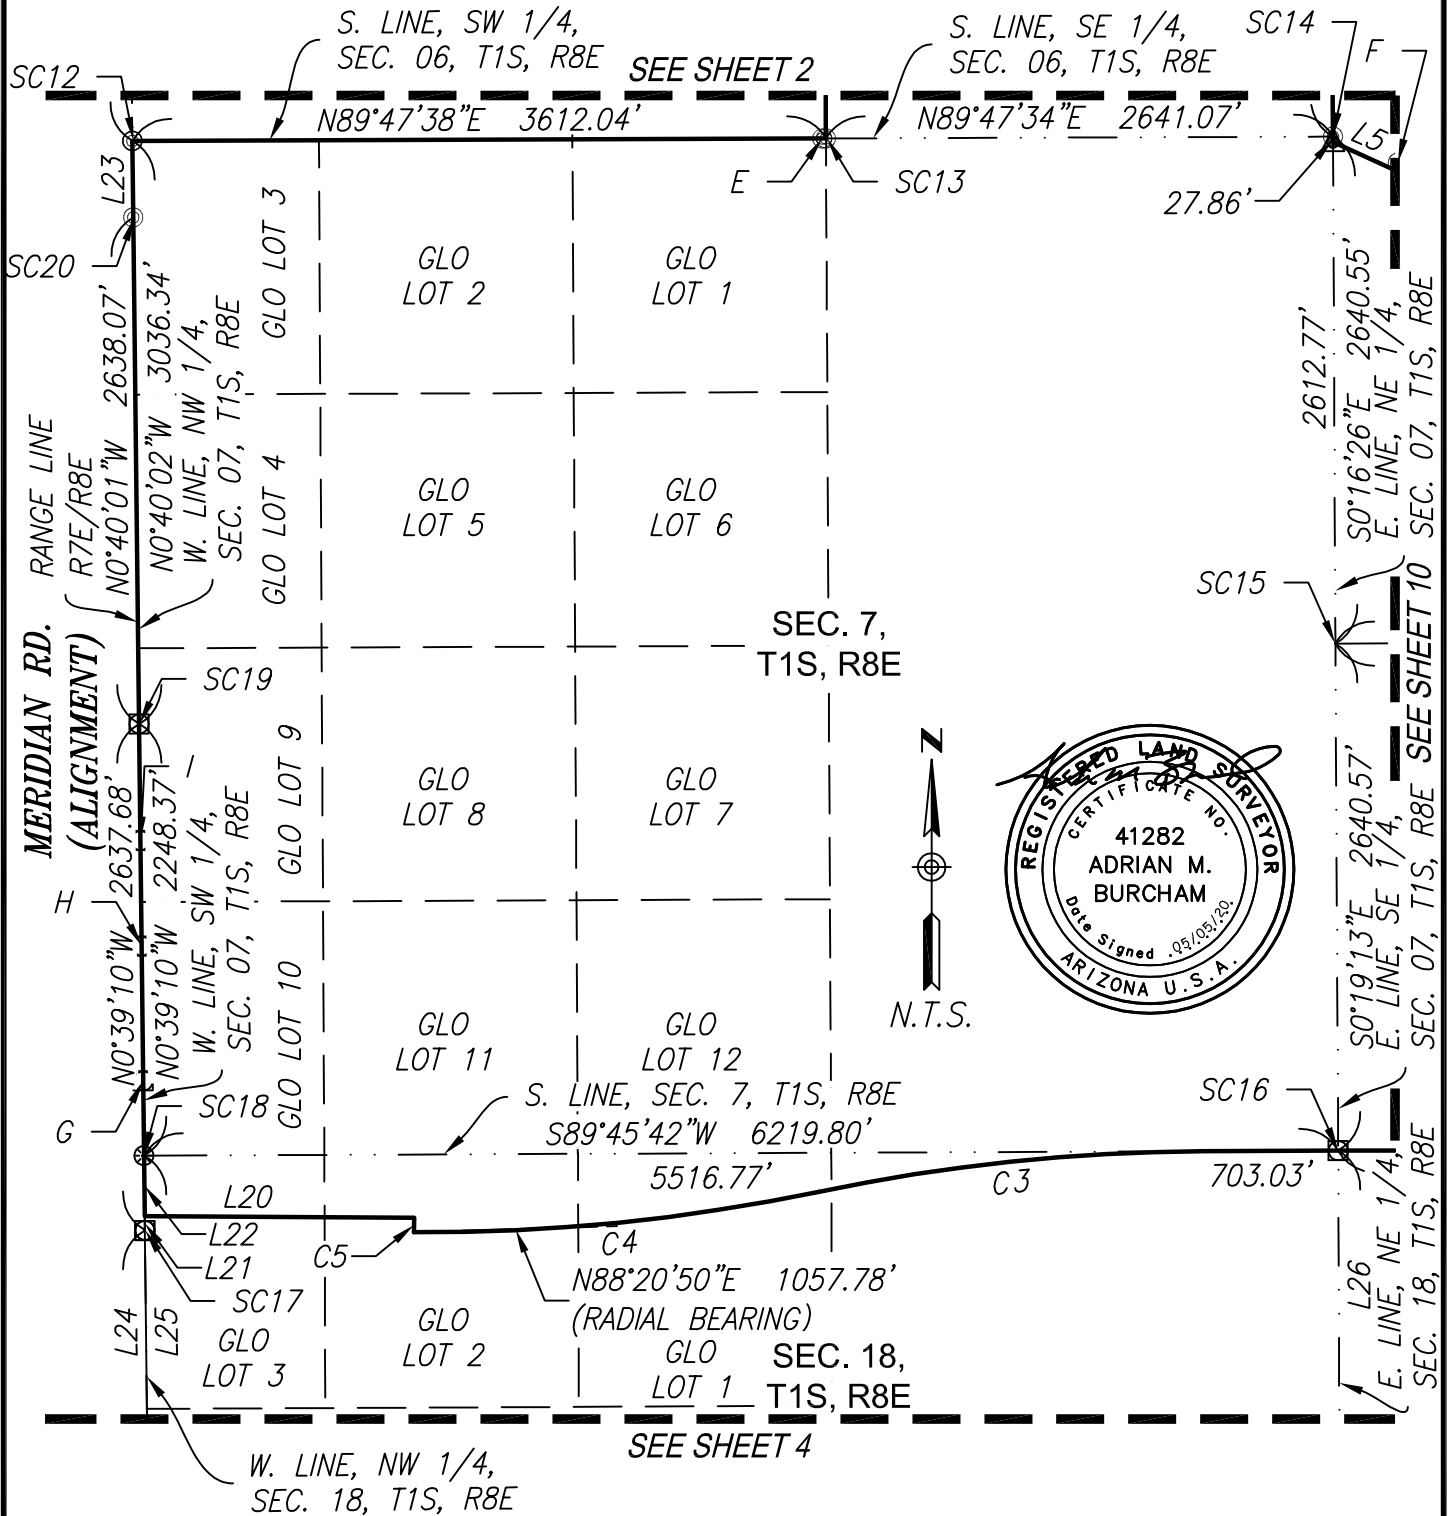 S. LINE, SW 1/4,
SEC. 06, T1S, R8E
SEE SHEET 2
S. LINE, SE 1/4,
SEC. 06, T1S, R8E
SC14
F
SC12
N89°47'38"E 3612.04'
N89°47'34"E 2641.07'
L5
L23
E
SC13
27.86'
SC20
GLO LOT 3
GLO
LOT 2
GLO
LOT 1
RANGE LINE
R7E/R8E
N0°40'01"W 2638.07'
N0°40'02"W 3036.34'
W. LINE, NW 1/4,
SEC. 07, T1S, R8E
2612.77'
S0°16'26"E 2640.55'
E. LINE, NE 1/4,
SEC. 07, T1S, R8E
GLO LOT 4
GLO
LOT 5
GLO
LOT 6
SC15
SEC. 7,
T1S, R8E
MERIDIAN RD.
(ALIGNMENT)
SC19
SEE SHEET 10
I
GLO LOT 9
GLO
LOT 8
GLO
LOT 7
N
N.T.S.
REGISTERED LAND SURVEYOR
CERTIFICATE NO.
41282
ADRIAN M.
BURCHAM
Date Signed .05/05/20.
ARIZONA U.S.A.
H
N0°39'10"W 2637.68'
N0°39'10"W 2248.37'
W. LINE, SW 1/4,
SEC. 07, T1S, R8E
S0°19'13"E 2640.57'
E. LINE, SE 1/4,
SEC. 07, T1S, R8E
GLO LOT 10
GLO
LOT 11
GLO
LOT 12
G
SC18
S. LINE, SEC. 7, T1S, R8E
S89°45'42"W 6219.80'
5516.77'
SC16
C3
703.03'
L20
L22
L21
C5
C4
SC17
N88°20'50"E 1057.78'
(RADIAL BEARING)
L24
L25
GLO
LOT 3
GLO
LOT 2
GLO
LOT 1
SEC. 18,
T1S, R8E
L26
E. LINE, NE 1/4,
SEC. 18, T1S, R8E
SEE SHEET 4
W. LINE, NW 1/4,
SEC. 18, T1S, R8E